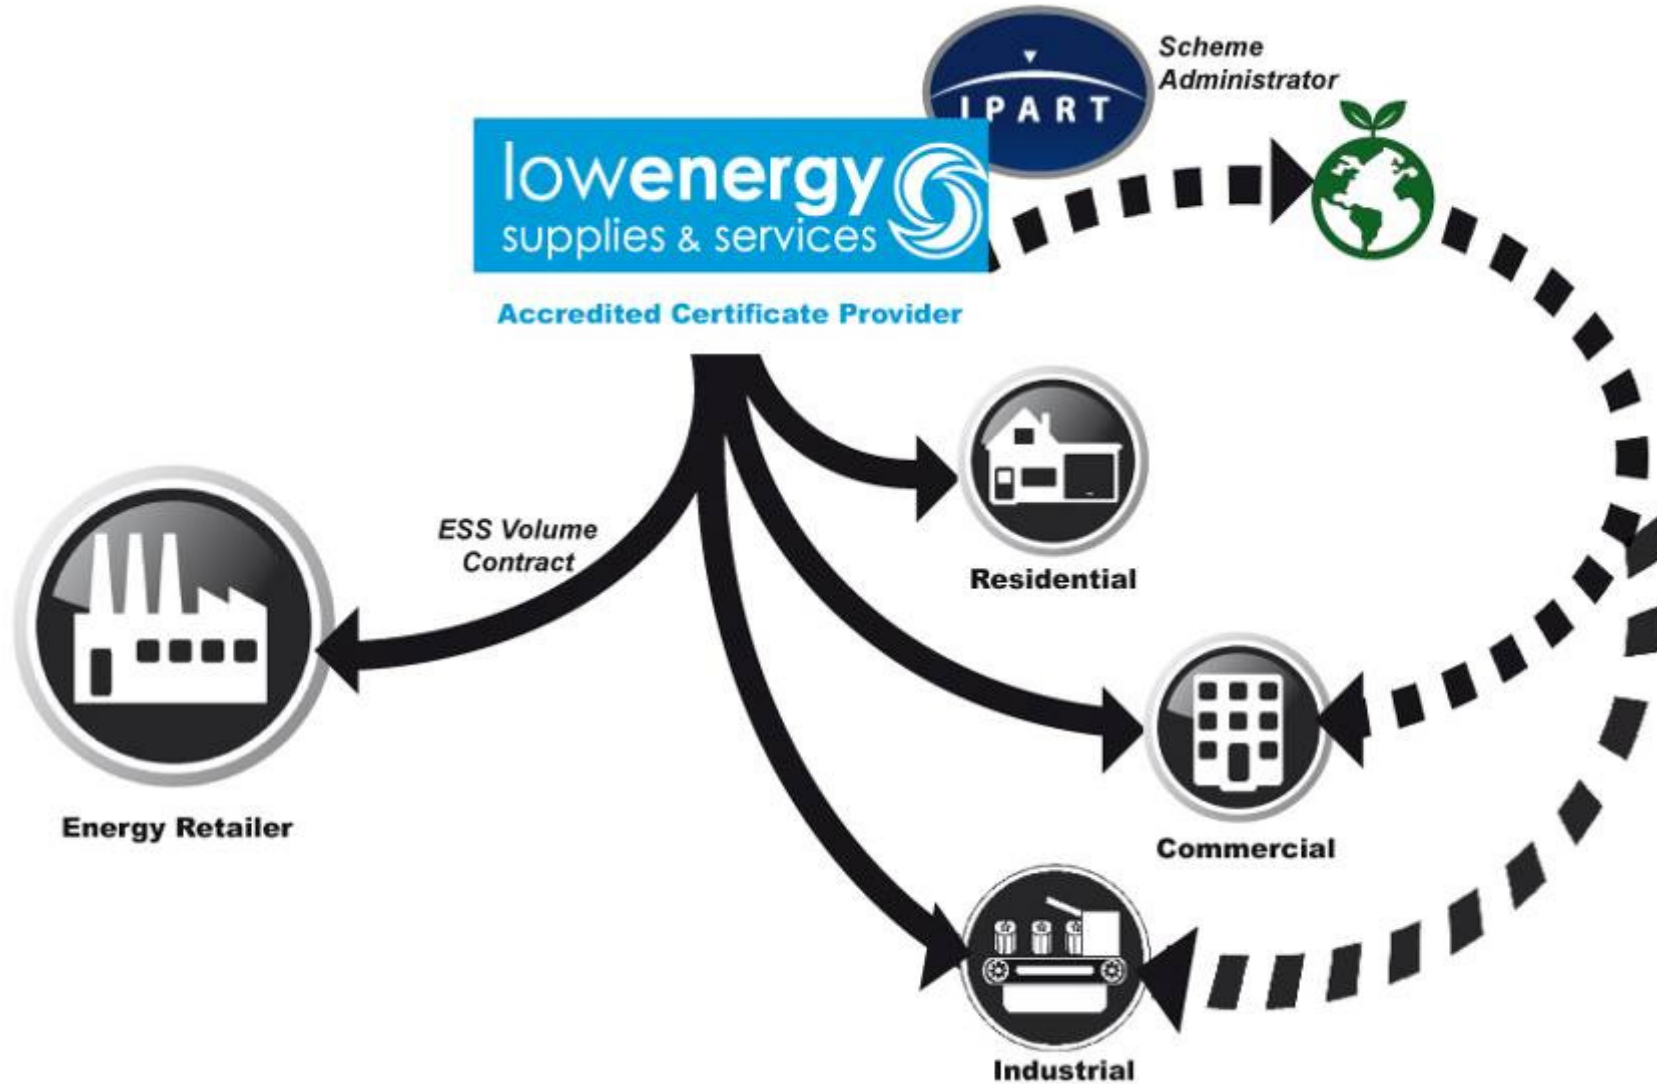 Scheme
Administrator
IPART
lowenergy
supplies & services
Accredited Certificate Provider
ESS Volume
Contract
Residential
Energy Retailer
Commercial
Industrial